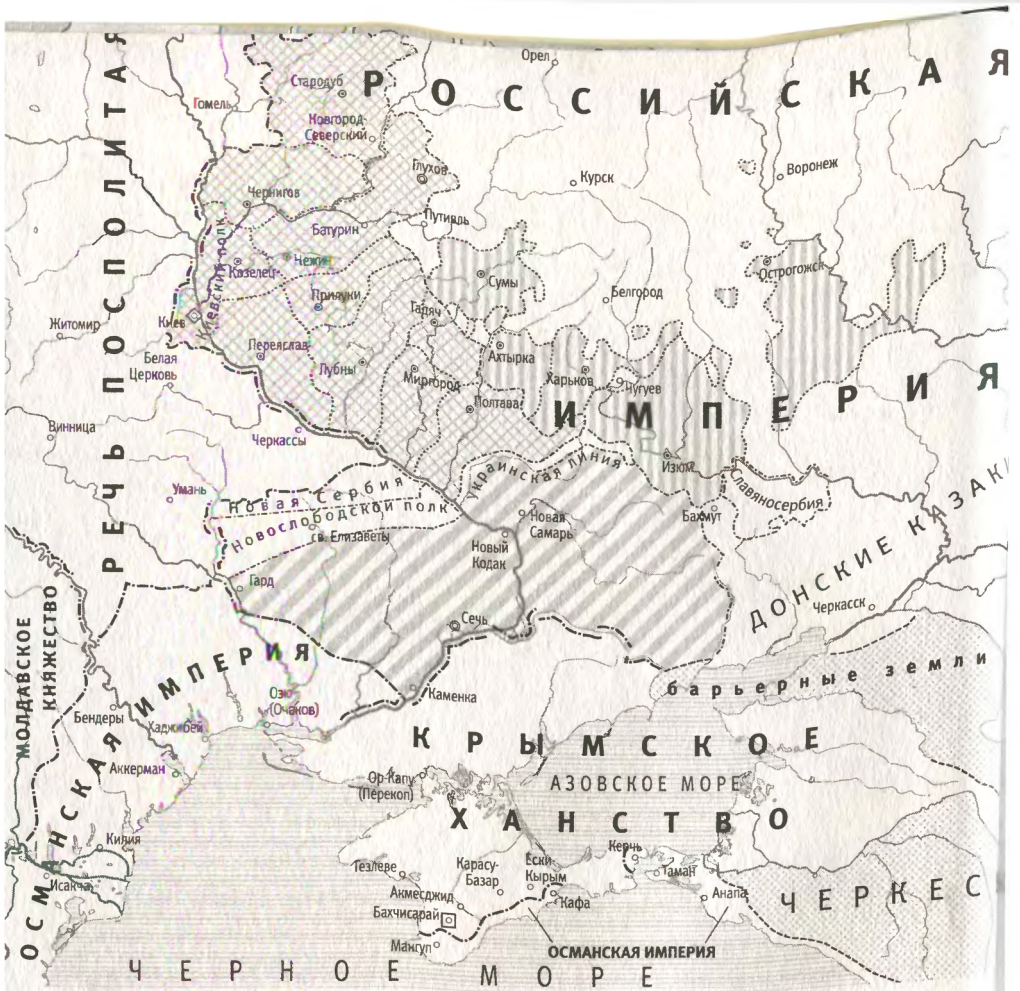 РОССИЙСКАЯ
ИМПЕРИЯ
РЕЧЬ ПОСПОЛИТАЯ
Орел
Стародуб
Гомель
Новгород-
Северский
Глухов
Курск
Воронеж
Чернигов
Путивль
Батурин
Киевский полк
Козелец
Нежин
Сумы
Острогожск
Прилуки
Белгород
Гадяч
Житомир
Киев
Переяслав
Ахтырка
Белая
Церковь
Лубны
Миргород
Харьков
Чугуев
Полтава
Винница
Черкассы
Украинская линия
Изюм
Славяносербия
Умань
Новая Сербия
Новослободской полк
св. Елизаветы
Новая
Самарь
Бахмут
Новый
Кодак
ДОНСКИЕ КАЗАКИ
Гард
Черкасск
Сечь
МОЛДАВСКОЕ
КНЯЖЕСТВО
ОСМАНСКАЯ ИМПЕРИЯ
барьерные земли
Озю
(Очаков)
Каменка
Бендеры
Хаджибей
КРЫМСКОЕ
ХАНСТВО
Аккерман
Ор-Капу
(Перекоп)
АЗОВСКОЕ МОРЕ
Килия
Исакча
Гезлеве
Карасу-
Базар
Ески-
Кырым
Керчь
Таман
Акмесджид
Кафа
Анапа
ЧЕРКЕС
Бахчисарай
Мангуп
ОСМАНСКАЯ ИМПЕРИЯ
ЧЕРНОЕ МОРЕ